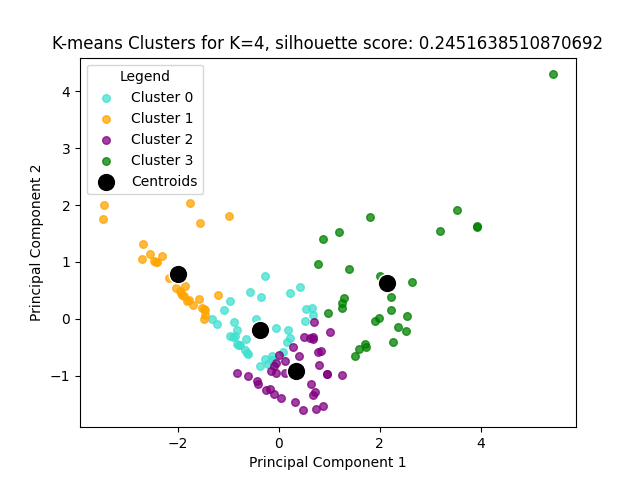 K-means Clusters for K=4, silhouette score: 0.2451638510870692
Legend
Cluster 0
Cluster 1
Cluster 2
Cluster 3
Centroids
Principal Component 2
4
3
2
1
0
−1
−2
0
2
4
Principal Component 1